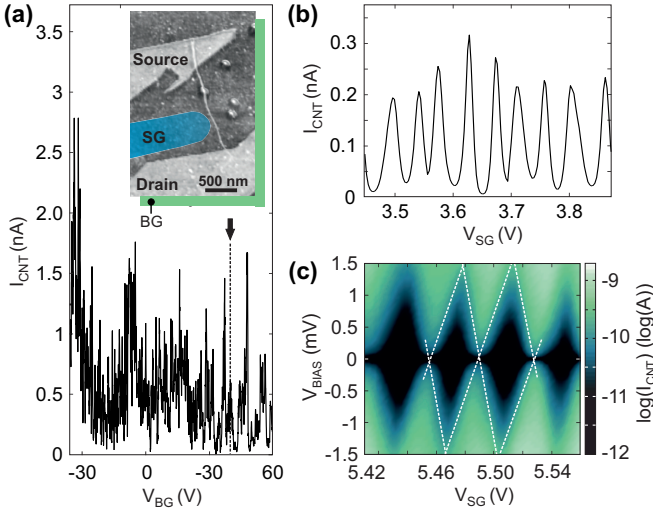 (a)
3.5
3
2.5
2
1.5
1
0.5
0
I_CNT (nA)
-30
0
-30
60
V_BG (V)
Source
SG
Drain
500 nm
BG
(b)
0.3
0.2
0.1
0
I_CNT (nA)
3.5
3.6
3.7
3.8
V_SG (V)
(c)
1.5
1.0
0.5
0
-0.5
-1.0
-1.5
V_BIAS (mV)
5.42
5.46
5.50
5.54
V_SG (V)
-9
-10
-11
-12
log(I_CNT) (log(A))